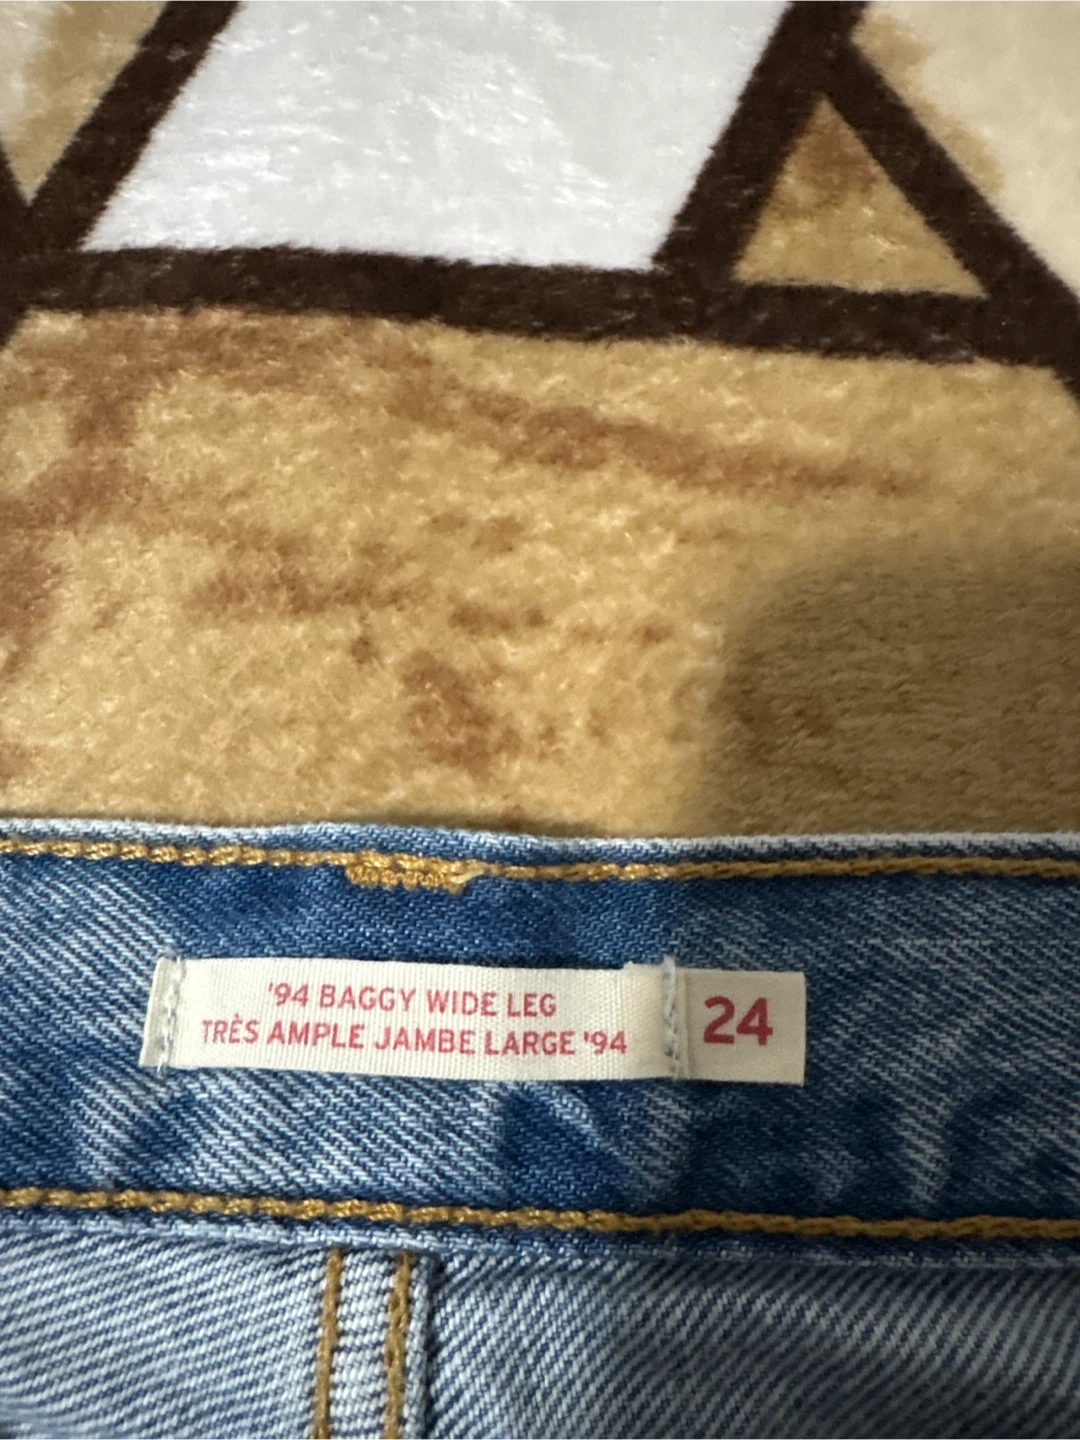 '94 BAGGY WIDE LEG
TRÈS AMPLE JAMBE LARGE '94
24